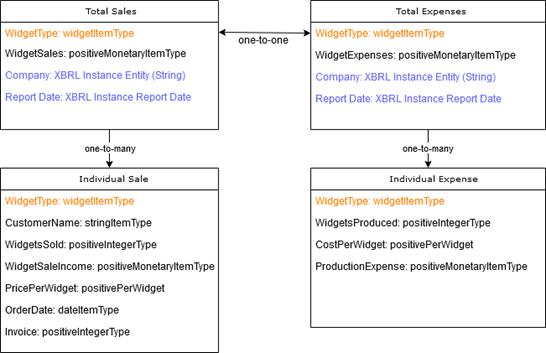 Total Sales
WidgetType: widgetItemType
WidgetSales: positiveMonetaryItemType
Company: XBRL Instance Entity (String)
Report Date: XBRL Instance Report Date
one-to-one
Total Expenses
WidgetType: widgetItemType
WidgetExpenses: positiveMonetaryItemType
Company: XBRL Instance Entity (String)
Report Date: XBRL Instance Report Date
one-to-many
one-to-many
Individual Sale
WidgetType: widgetItemType
CustomerName: stringItemType
WidgetsSold: positiveIntegerType
WidgetSaleIncome: positiveMonetaryItemType
PricePerWidget: positivePerWidget
OrderDate: dateItemType
Invoice: positiveIntegerType
Individual Expense
WidgetType: widgetItemType
WidgetsProduced: positiveIntegerType
CostPerWidget: positivePerWidget
ProductionExpense: positiveMonetaryItemType